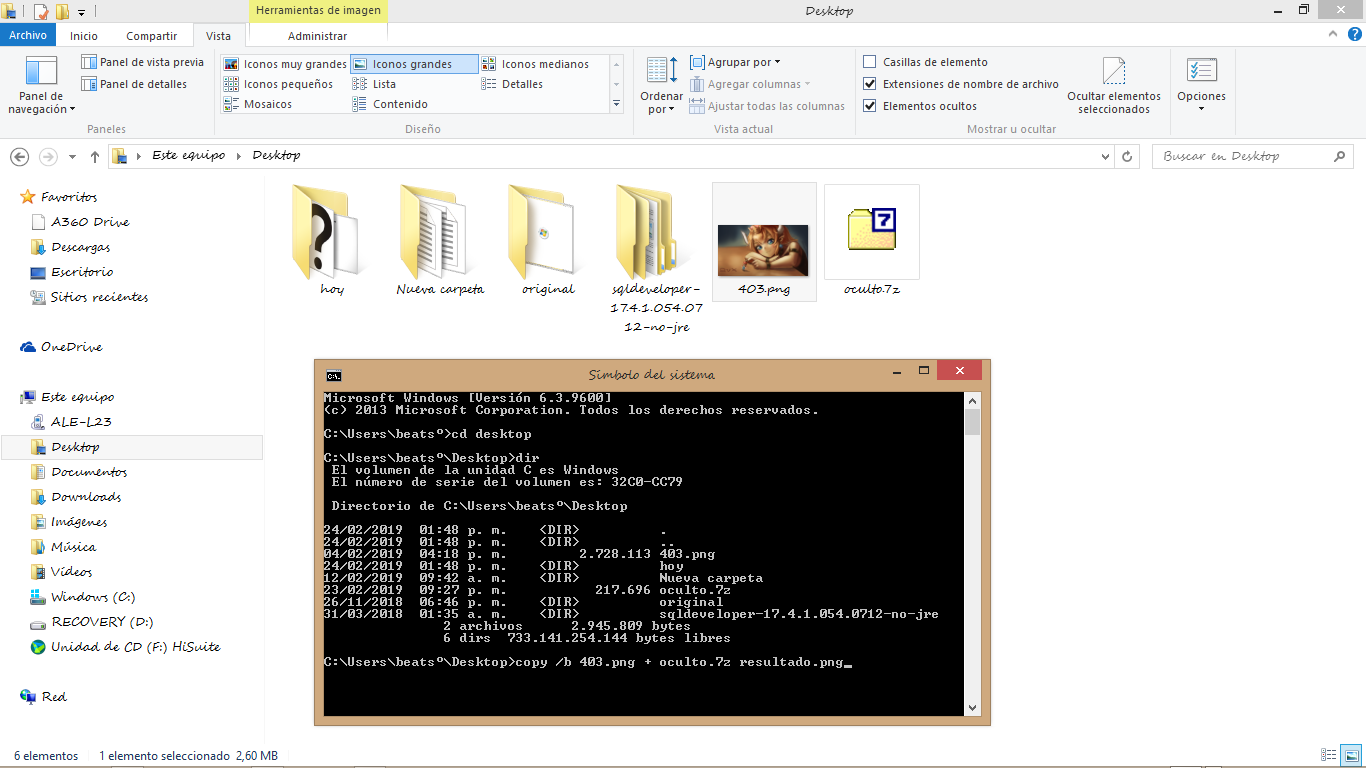 Herramientas de imagen
Desktop
Archivo
Inicio
Compartir
Vista
Administrar
Panel de navegación
Panel de vista previa
Panel de detalles
Paneles
Iconos muy grandes
Iconos grandes
Iconos medianos
Iconos pequeños
Lista
Detalles
Mosaicos
Contenido
Diseño
Ordenar por
Agrupar por
Agregar columnas
Ajustar todas las columnas
Vista actual
Casillas de elemento
Extensiones de nombre de archivo
Elementos ocultos
Ocultar elementos seleccionados
Mostrar u ocultar
Opciones
Este equipo
Desktop
Buscar en Desktop
Favoritos
A360 Drive
Descargas
Escritorio
Sitios recientes
OneDrive
Este equipo
ALE-L23
Desktop
Documentos
Downloads
Imágenes
Música
Vídeos
Windows (C:)
RECOVERY (D:)
Unidad de CD (F:) HiSuite
Red
hoy
Nueva carpeta
original
sqldeveloper-
17.4.1.054.07
12-no-jre
403.png
7
oculto.7z
C:\.
Símbolo del sistema
Microsoft Windows [Versión 6.3.9600]
(c) 2013 Microsoft Corporation. Todos los derechos reservados.
C:\Users\beatsº>cd desktop
C:\Users\beatsº\Desktop>dir
El volumen de la unidad C es Windows
El número de serie del volumen es: 32C0-CC79
Directorio de C:\Users\beatsº\Desktop
24/02/2019  01:48 p. m.    <DIR>          .
24/02/2019  01:48 p. m.    <DIR>          ..
04/02/2019  04:18 p. m.         2.728.113 403.png
24/02/2019  01:48 p. m.    <DIR>          hoy
12/02/2019  09:42 a. m.    <DIR>          Nueva carpeta
23/02/2019  09:27 p. m.           217.696 oculto.7z
26/11/2018  06:46 p. m.    <DIR>          original
31/03/2018  01:35 a. m.    <DIR>          sqldeveloper-17.4.1.054.0712-no-jre
2 archivos      2.945.809 bytes
6 dirs  733.141.254.144 bytes libres
C:\Users\beatsº\Desktop>copy /b 403.png + oculto.7z resultado.png_
6 elementos
1 elemento seleccionado  2,60 MB